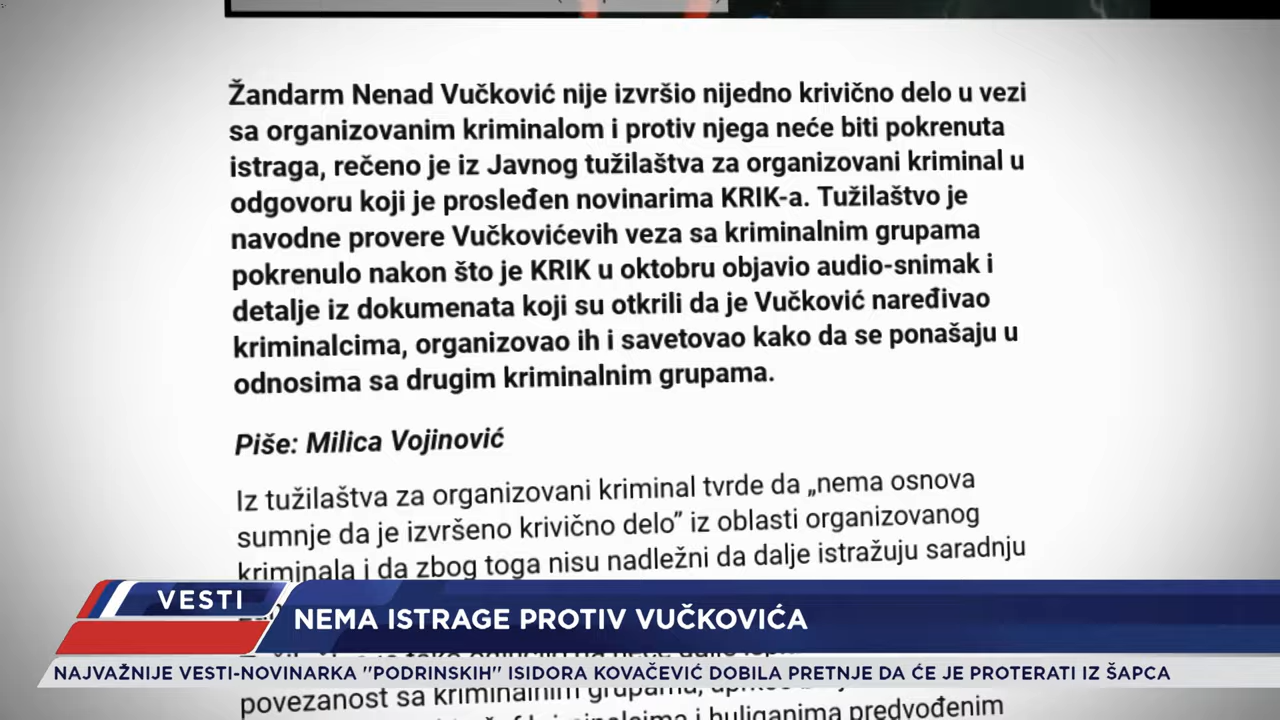 Žandarm Nenad Vučković nije izvršio nijedno krivično delo u vezi
sa organizovanim kriminalom i protiv njega neće biti pokrenuta
istraga, rečeno je iz Javnog tužilaštva za organizovani kriminal u
odgovoru koji je prosleđen novinarima KRIK-a. Tužilaštvo je
navodne provere Vučkovićevih veza sa kriminalnim grupama
pokrenulo nakon što je KRIK u oktobru objavio audio-snimak i
detalje iz dokumenata koji su otkrili da je Vučković naređivao
kriminalcima, organizovao ih i savetovao kako da se ponašaju u
odnosima sa drugim kriminalnim grupama.
Piše: Milica Vojinović
Iz tužilaštva za organizovani kriminal tvrde da „nema osnova
sumnje da je izvršeno krivično delo” iz oblasti organizovanog
kriminala i da zbog toga nisu nadležni da dalje istražuju saradnju
VESTI
NEMA ISTRAGE PROTIV VUČKOVIĆA
NAJVAŽNIJE VESTI-NOVINARKA "PODRINSKIH" ISIDORA KOVAČEVIĆ DOBILA PRETNJE DA ĆE JE PROTERATI IZ ŠAPCA
povezanost sa kriminalnim grupama,
i huliganima predvođenim